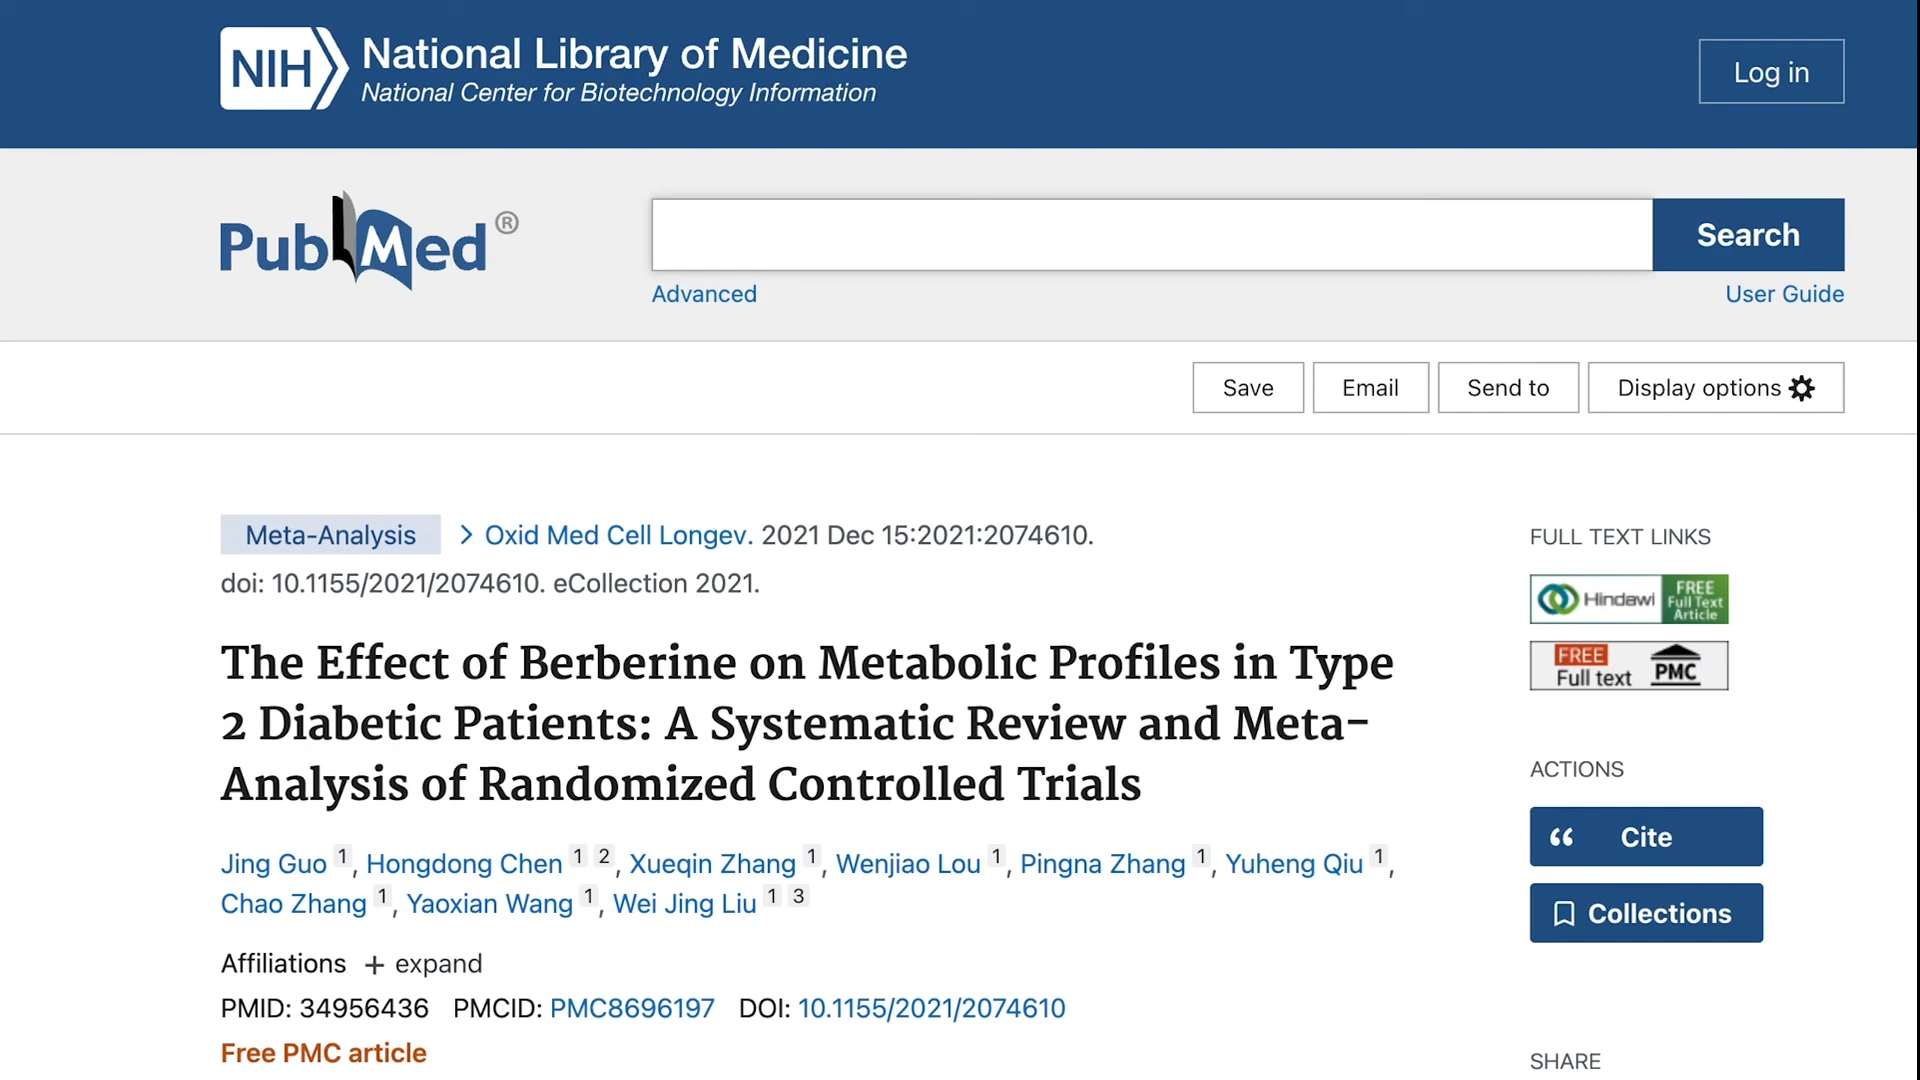 NIH National Library of Medicine
National Center for Biotechnology Information
Log in
PubMed®
Search
Advanced
User Guide
Save
Email
Send to
Display options
Meta-Analysis > Oxid Med Cell Longev. 2021 Dec 15:2021:2074610.
doi: 10.1155/2021/2074610. eCollection 2021.
The Effect of Berberine on Metabolic Profiles in Type
2 Diabetic Patients: A Systematic Review and Meta-
Analysis of Randomized Controlled Trials
Jing Guo 1, Hongdong Chen 1 2, Xueqin Zhang 1, Wenjiao Lou 1, Pingna Zhang 1, Yuheng Qiu 1,
Chao Zhang 1, Yaoxian Wang 1, Wei Jing Liu 1 3
Affiliations + expand
PMID: 34956436 PMCID: PMC8696197 DOI: 10.1155/2021/2074610
Free PMC article
FULL TEXT LINKS
Hindawi FREE
Full Text
Article
FREE
Full text PMC
ACTIONS
Cite
Collections
SHARE